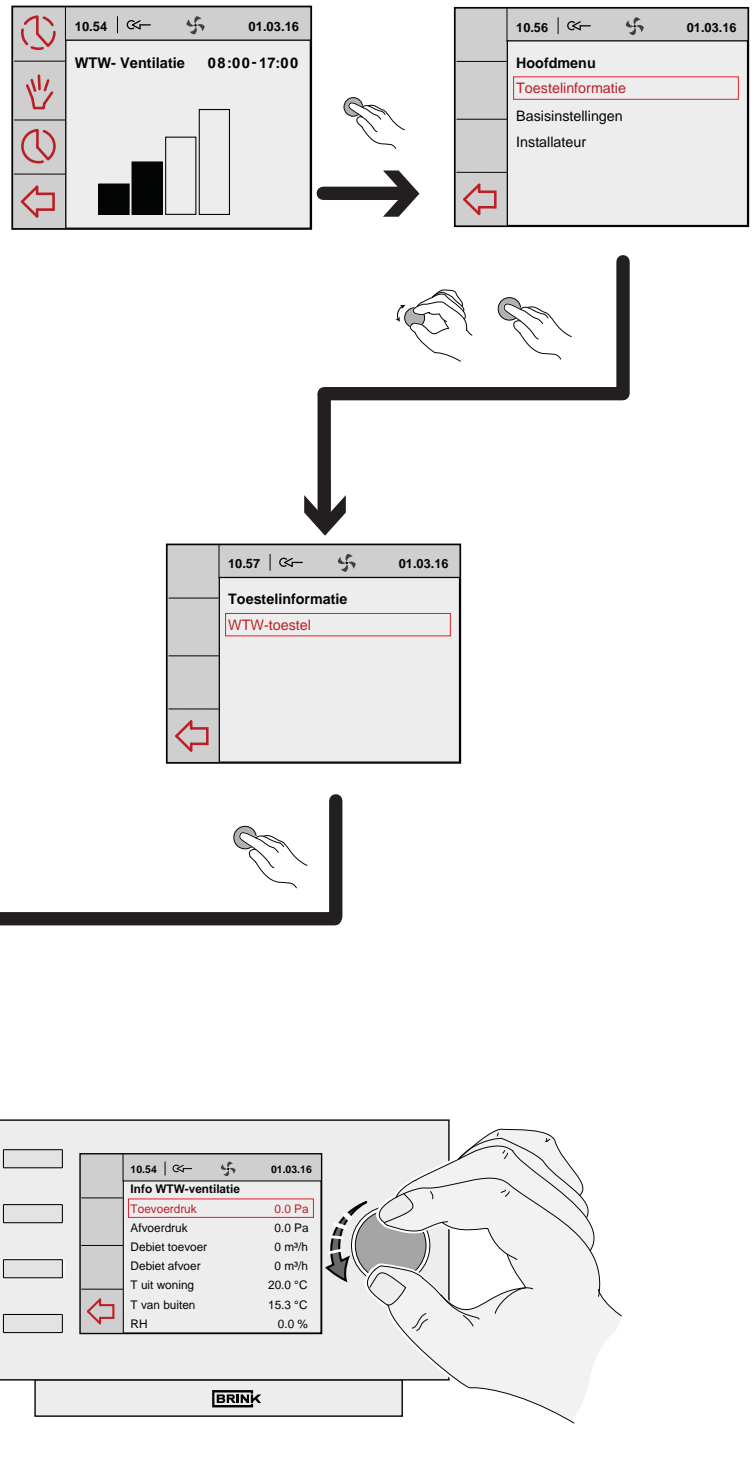 10.54 01.03.16
WTW- Ventilatie 08:00-17:00
10.56 01.03.16
Hoofdmenu
Toestelinformatie
Basisinstellingen
Installateur
10.57 01.03.16
Toestelinformatie
WTW-toestel
10.54 01.03.16
Info WTW-ventilatie
Toevoerdruk 0.0 Pa
Afvoerdruk 0.0 Pa
Debiet toevoer 0 m³/h
Debiet afvoer 0 m³/h
T uit woning 20.0 °C
T van buiten 15.3 °C
RH 0.0 %
BRINK